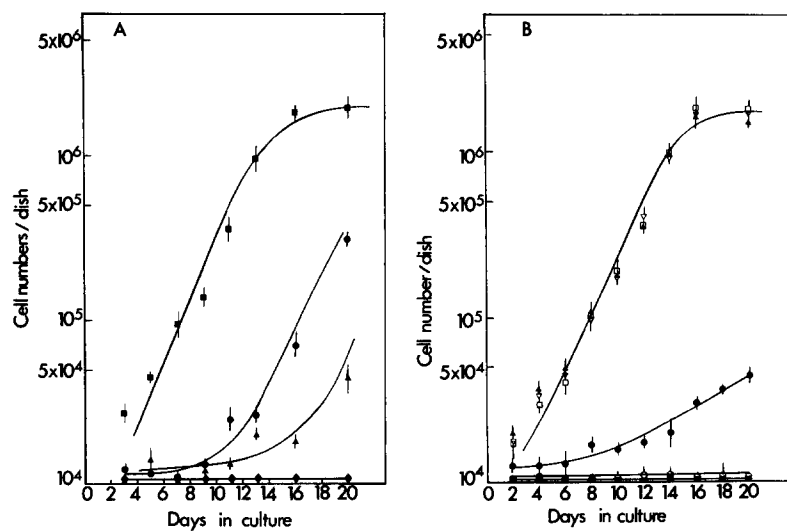 A
5x10⁶
10⁶
5x10⁵
10⁵
5x10⁴
10⁴
Cell numbers / dish
0 2 4 6 8 10 12 14 16 18 20
Days in culture
B
5x10⁶
10⁶
5x10⁵
10⁵
5x10⁴
10⁴
Cell number/dish
0 2 4 6 8 10 12 14 16 18 20
Days in culture